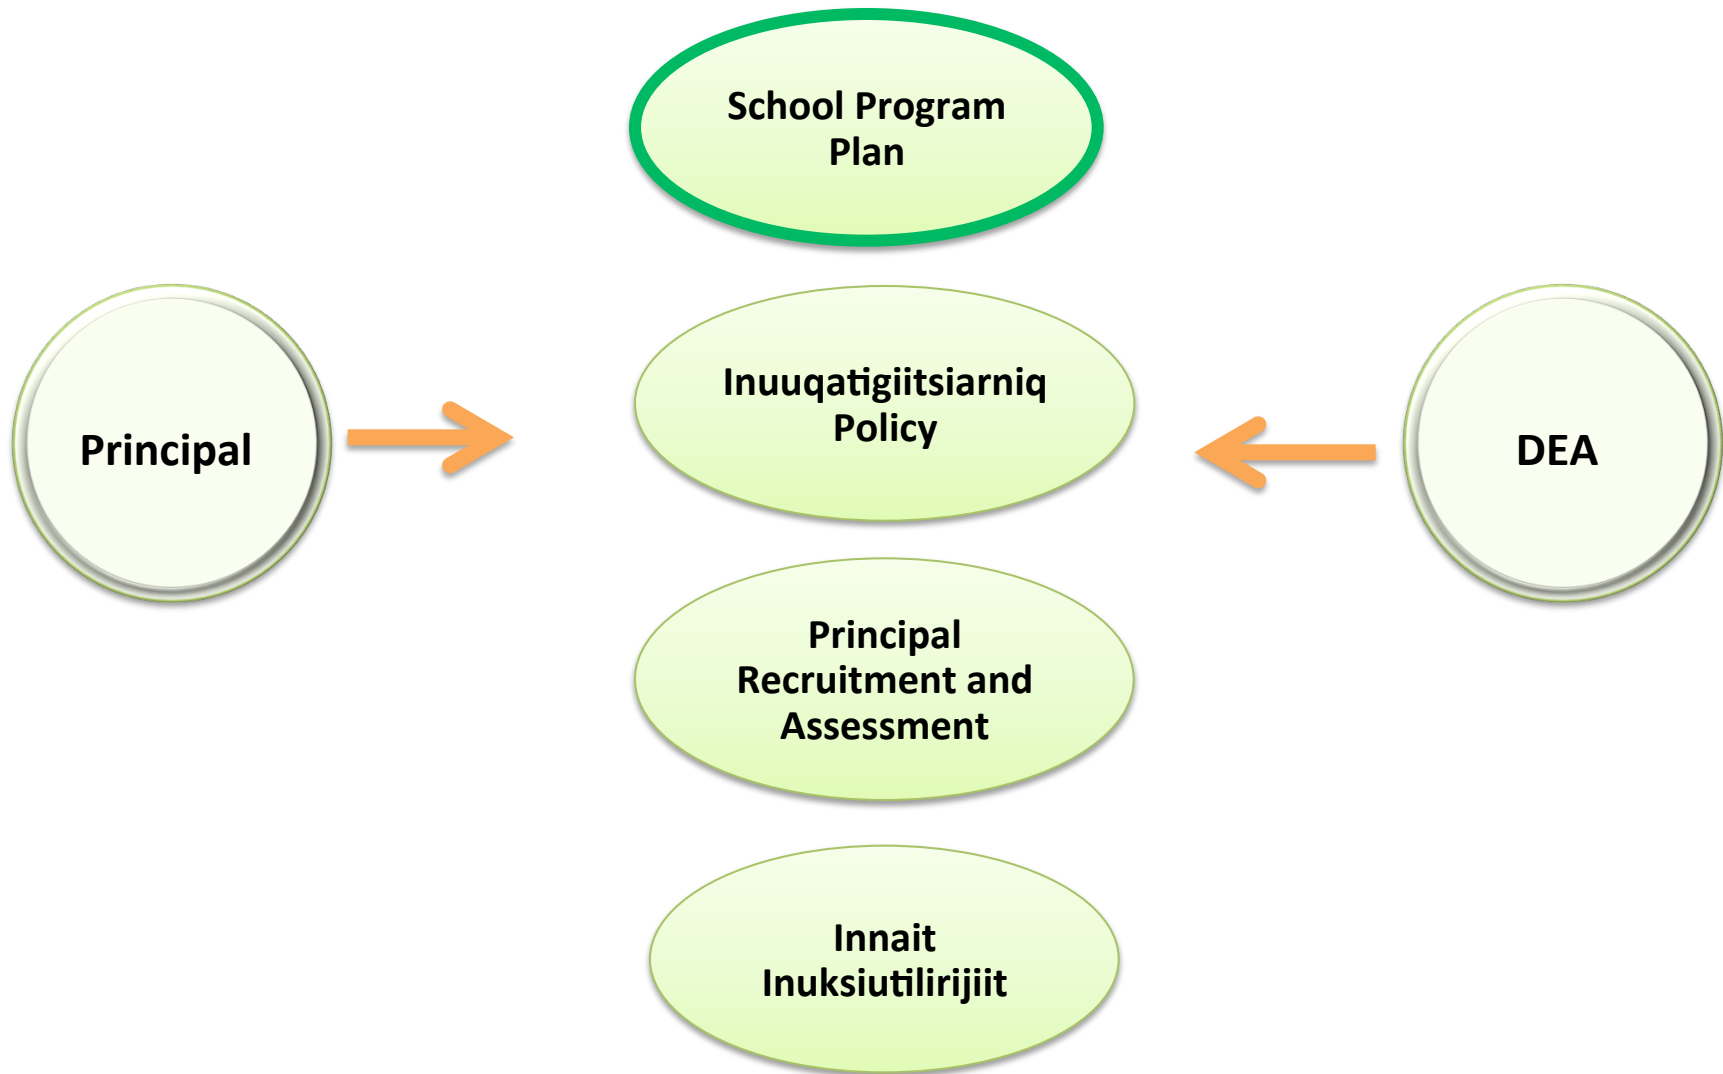 School Program
Plan
Inuuqatigiitsiarniq
Policy
Principal
DEA
Principal
Recruitment and
Assessment
Innait
Inuksiutilirijiit